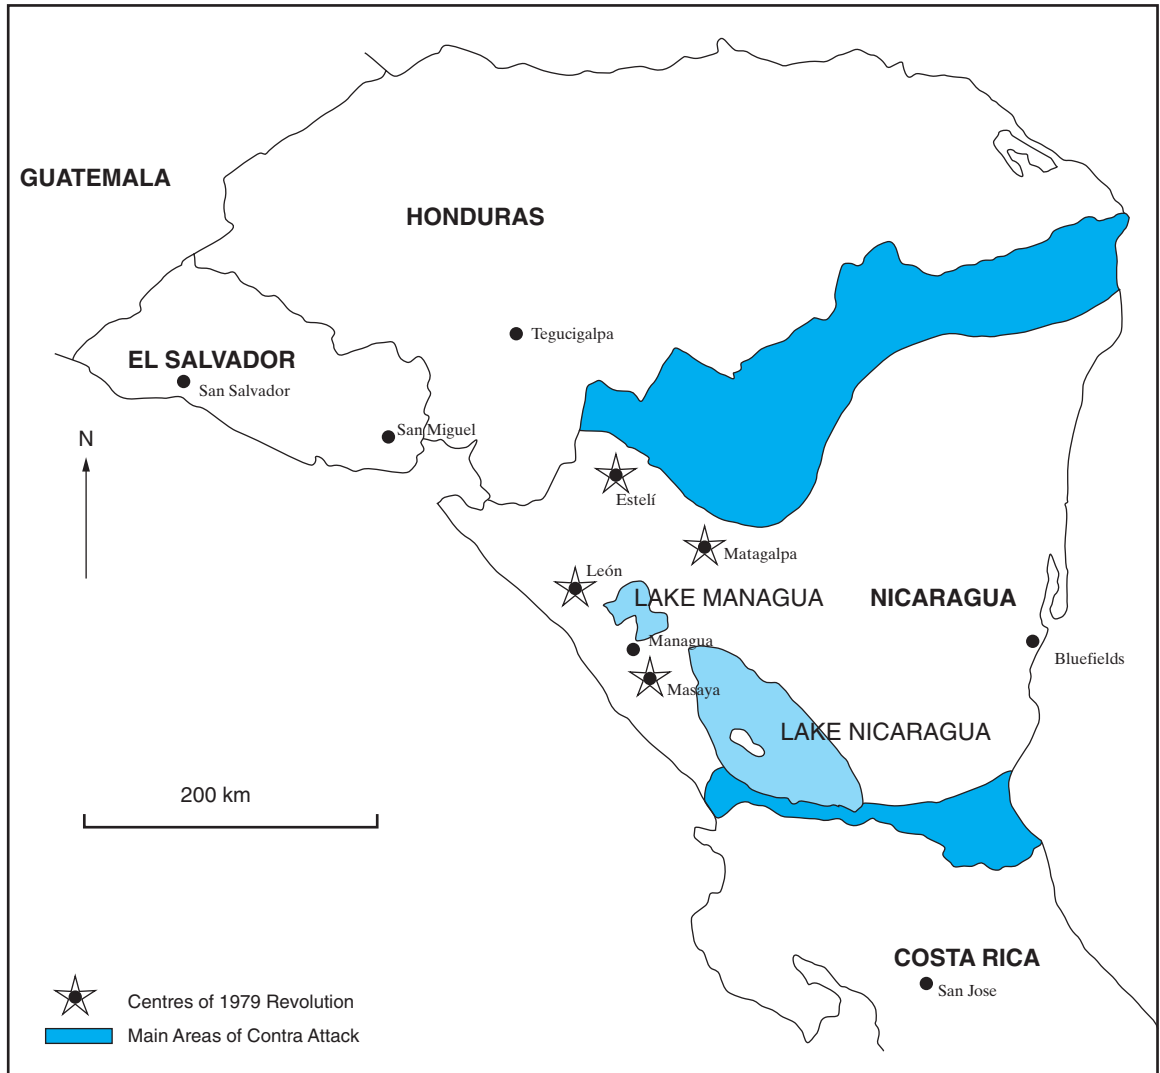 GUATEMALA
HONDURAS
Tegucigalpa
EL SALVADOR
San Salvador
San Miguel
N
Estelí
Matagalpa
León
LAKE MANAGUA
NICARAGUA
Managua
Bluefields
Masaya
LAKE NICARAGUA
200 km
COSTA RICA
San Jose
Centres of 1979 Revolution
Main Areas of Contra Attack